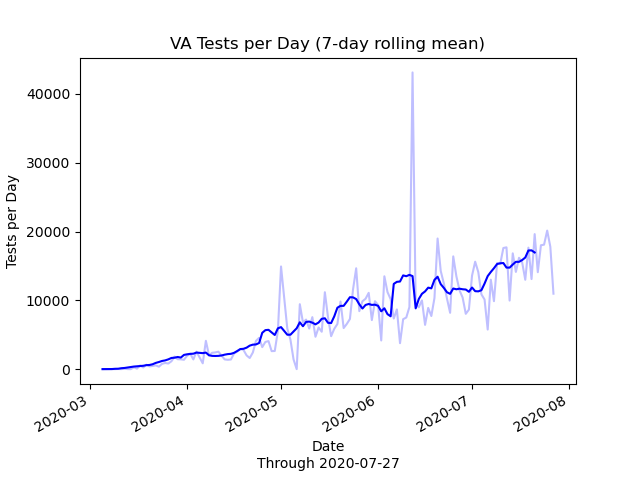 VA Tests per Day (7-day rolling mean)
40000
30000
20000
10000
0
Tests per Day
2020-03
2020-04
2020-05
2020-06
2020-07
2020-08
Date
Through 2020-07-27